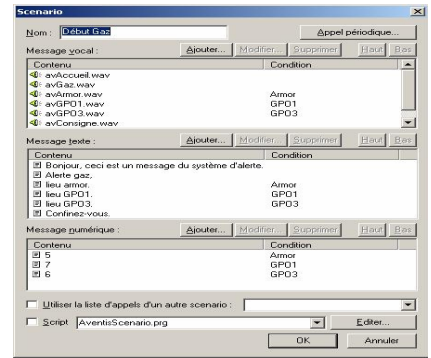 Scenario
Nom : Début Gaz Appel périodique...
Message vocal : Ajouter... Modifier... Supprimer Haut Bas
Contenu Condition
avAccueil.wav
avGaz.wav
avArmor.wav Armor
avGPO1.wav GPO1
avGPO3.wav GPO3
avConsigne.wav
Message texte : Ajouter... Modifier... Supprimer Haut Bas
Contenu Condition
Bonjour, ceci est un message du système d'alerte.
Alerte gaz,
lieu armor. Armor
lieu GPO1. GPO1
lieu GPO3. GPO3
Confinez-vous.
Message numérique : Ajouter... Modifier... Supprimer Haut Bas
Contenu Condition
5 Armor
7 GPO1
6 GPO3
Utiliser la liste d'appels d'un autre scenario :
Script AventisScenario.prg Editer...
OK Annuler